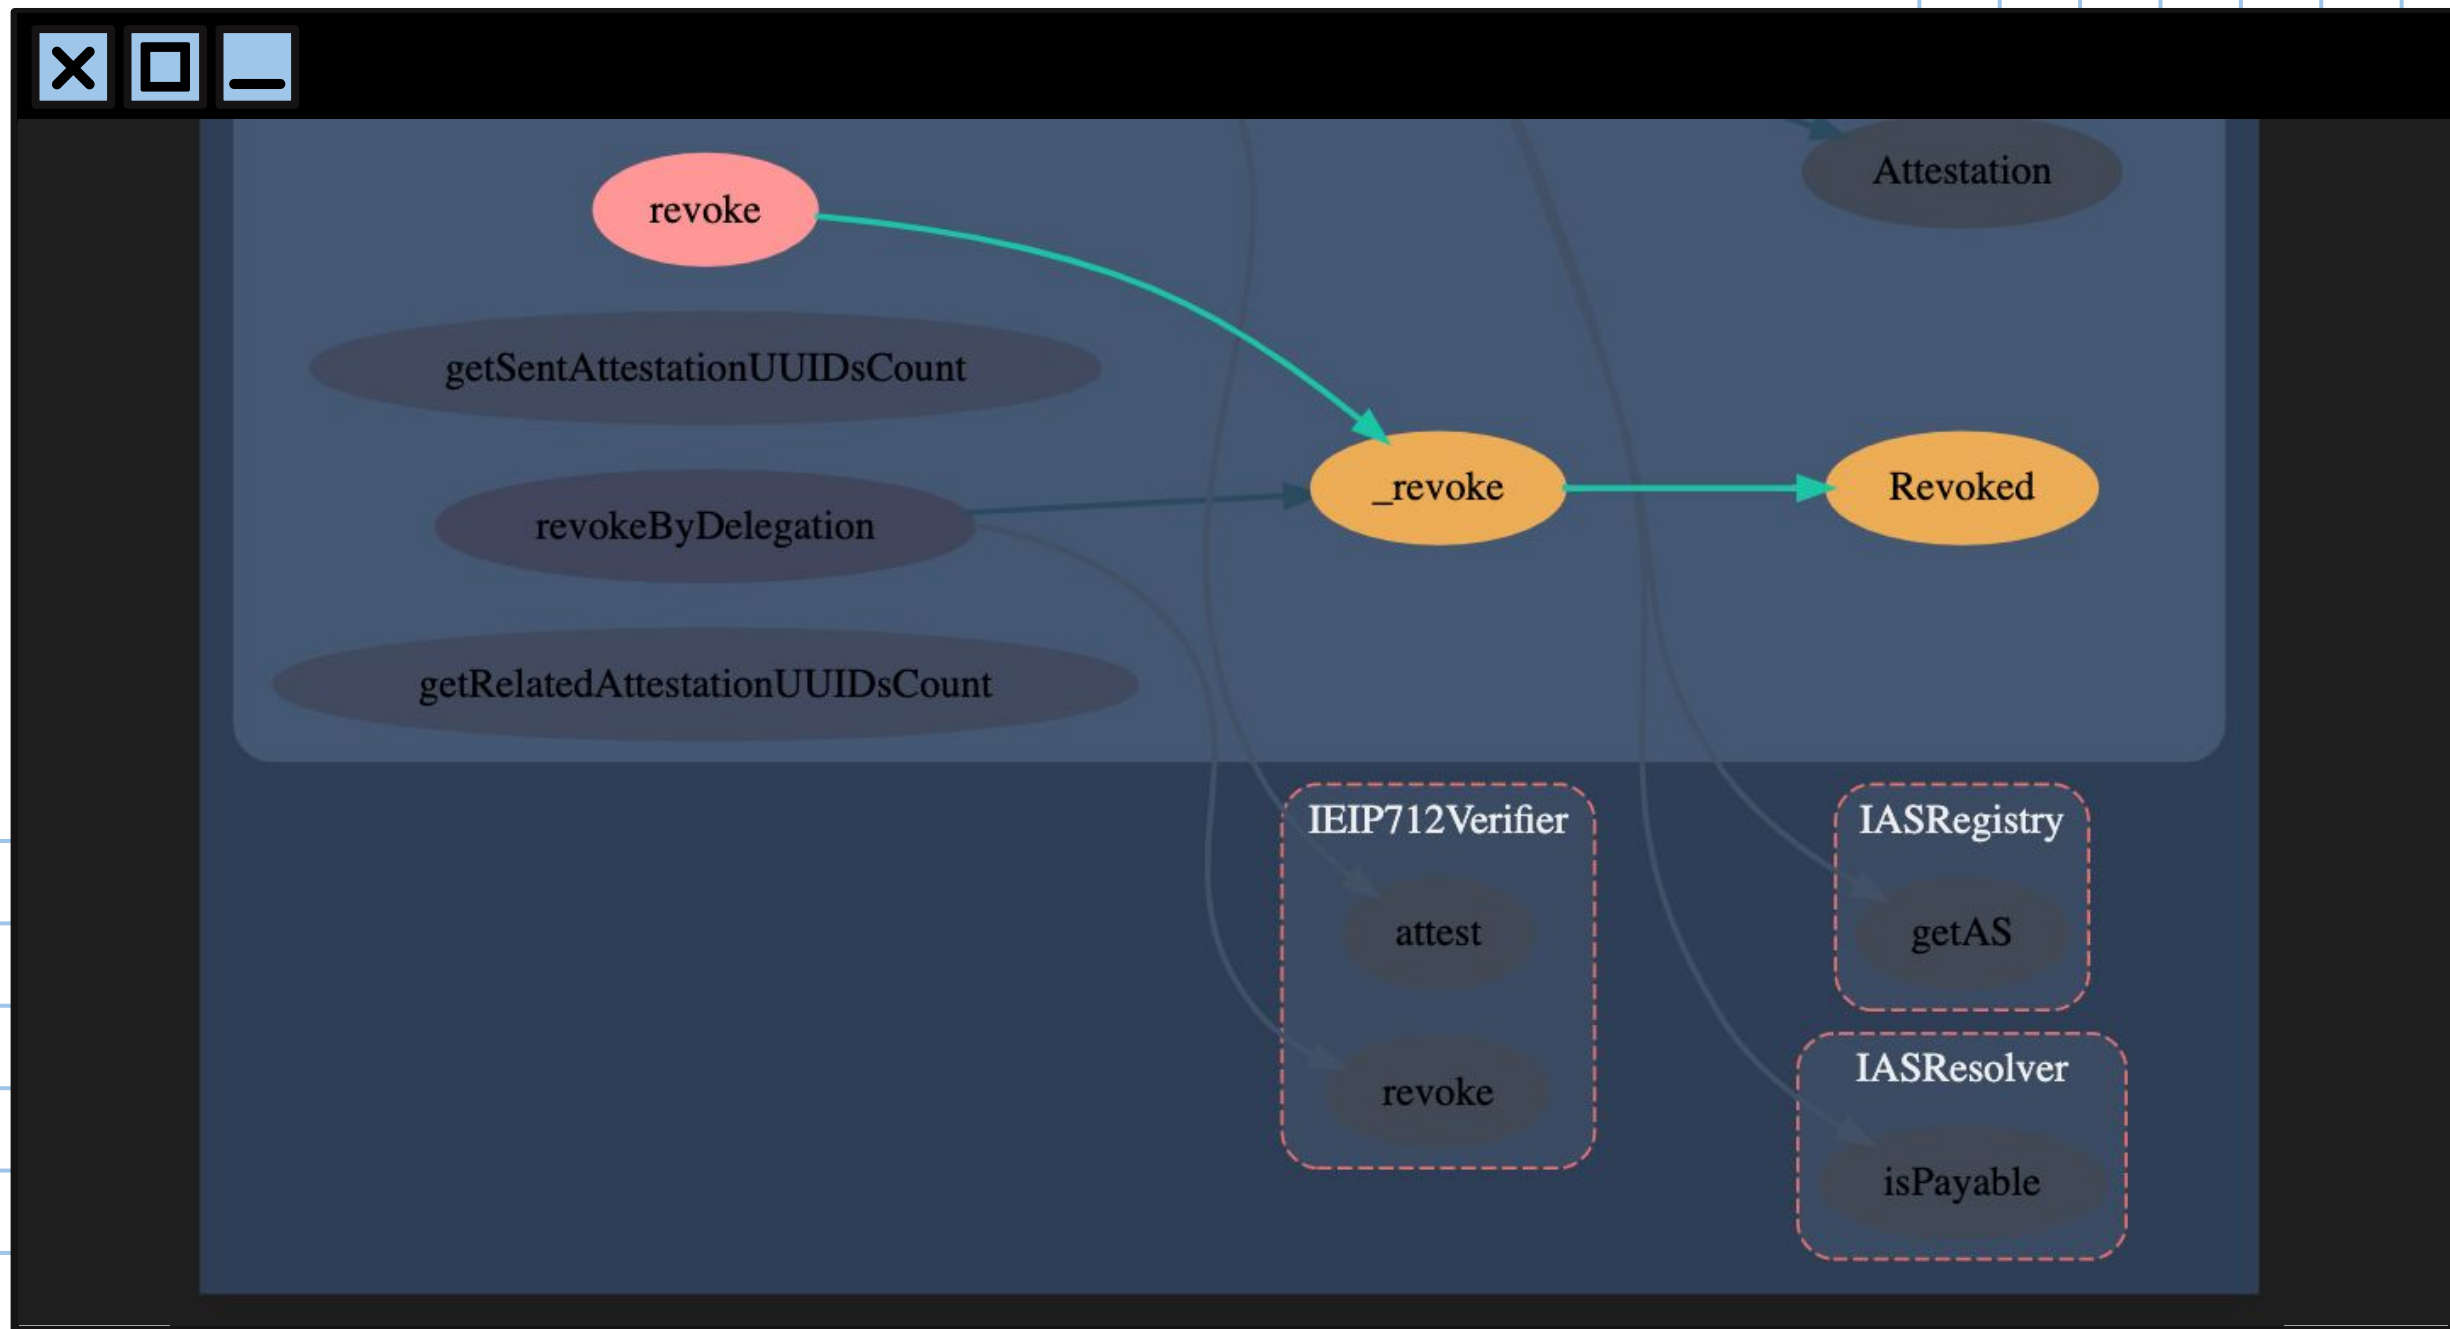 Attestation
revoke
getSentAttestationUUIDsCount
_revoke
Revoked
revokeByDelegation
getRelatedAttestationUUIDsCount
IEIP712Verifier
attest
revoke
IASRegistry
getAS
IASResolver
isPayable